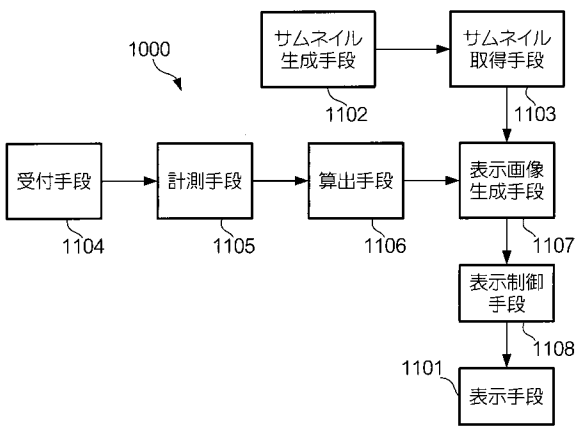 1000
サムネイル
生成手段
1102
サムネイル
取得手段
1103
受付手段
1104
計測手段
1105
算出手段
1106
表示画像
生成手段
1107
表示制御
手段
1108
1101
表示手段